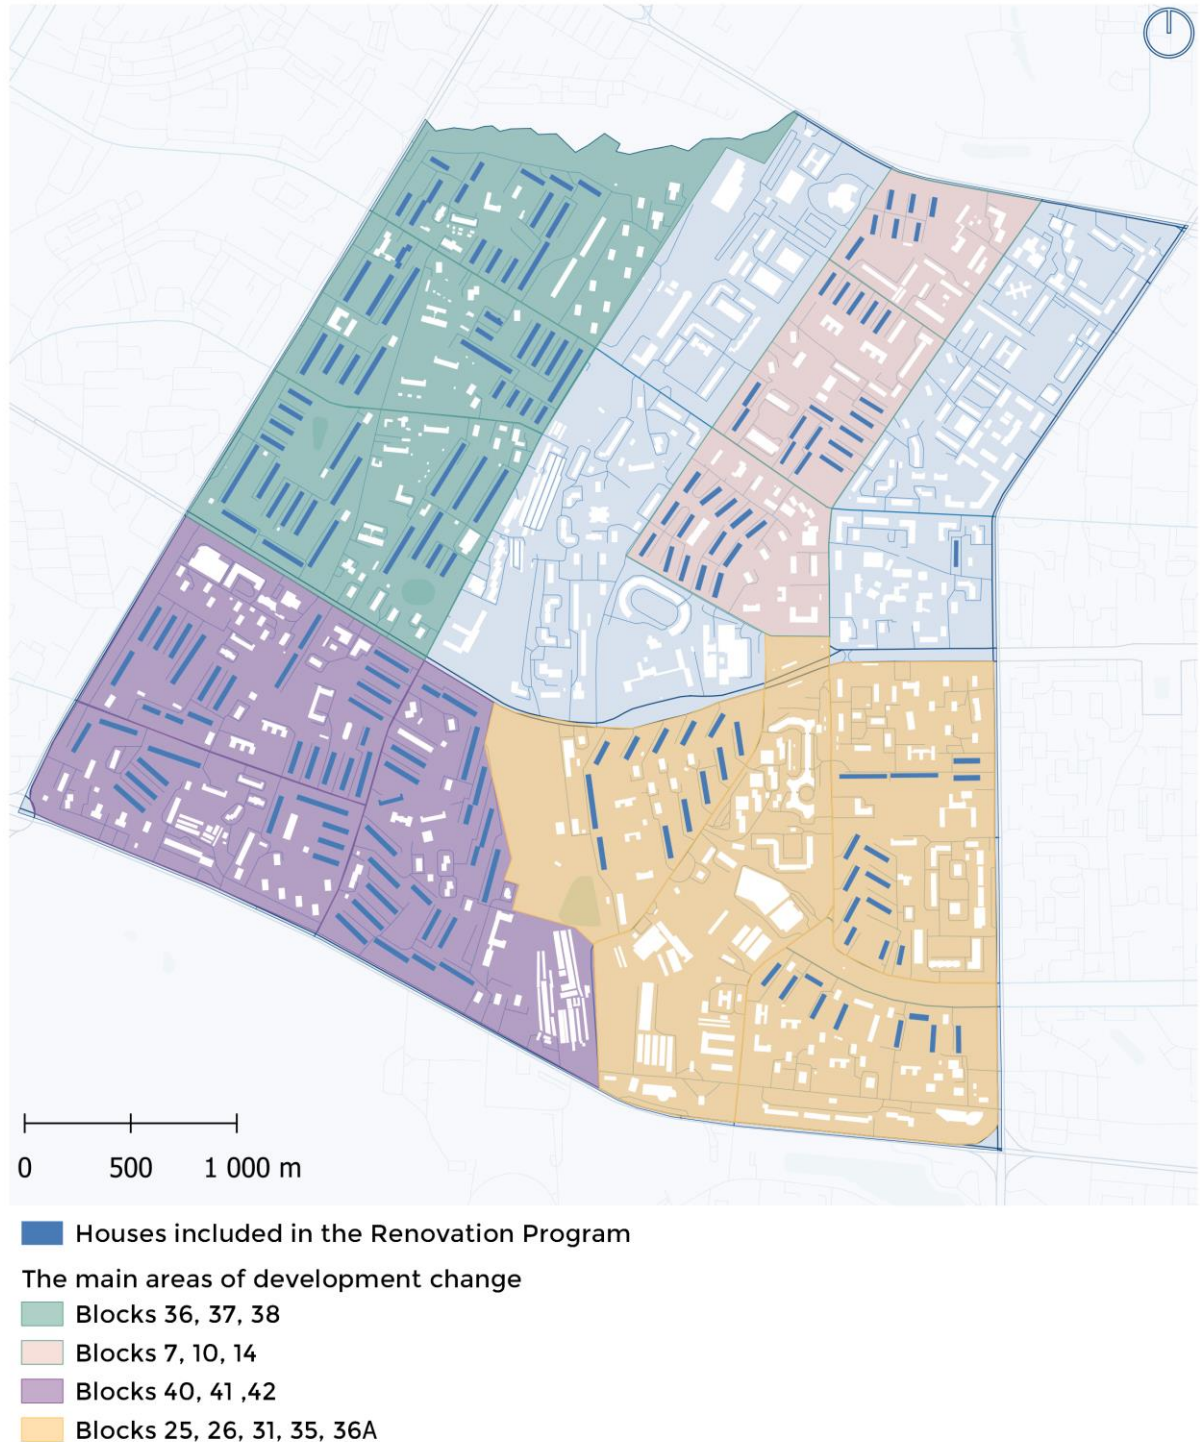 0 500 1 000 m
Houses included in the Renovation Program
The main areas of development change
Blocks 36, 37, 38
Blocks 7, 10, 14
Blocks 40, 41 ,42
Blocks 25, 26, 31, 35, 36A